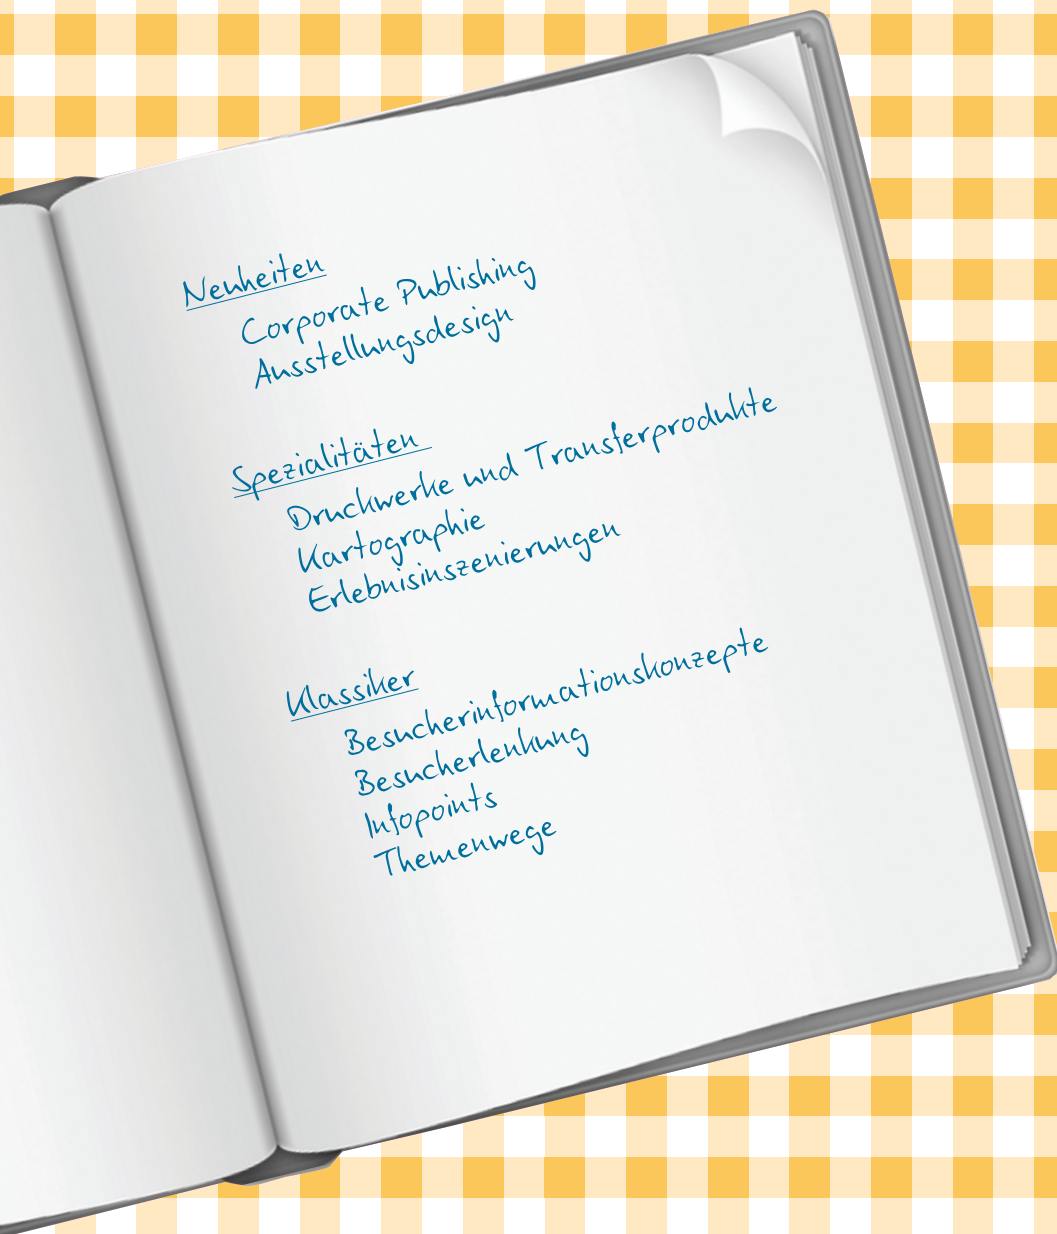 Neuheiten
Corporate Publishing
Ausstellungsdesign
Spezialitäten
Druckwerke und Transferprodukte
Kartographie
Erlebnisinszenierungen
Klassiker
Besucherinformationskonzepte
Besucherlenkung
Infopoints
Themenwege